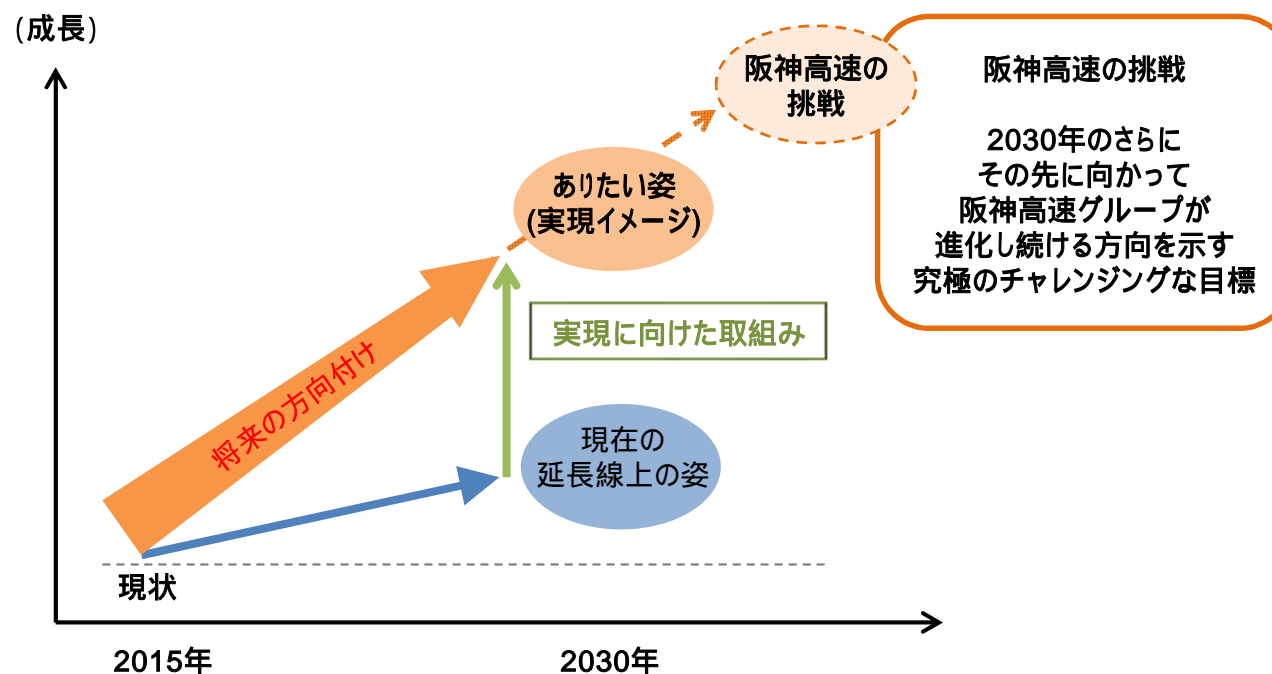 (成長)
阪神高速の
挑戦
阪神高速の挑戦
2030年のさらに
その先に向かって
阪神高速グループが
進化し続ける方向を示す
究極のチャレンジングな目標
ありたい姿
(実現イメージ)
実現に向けた取組み
将来の方向付け
現在の
延長線上の姿
現状
2015年
2030年